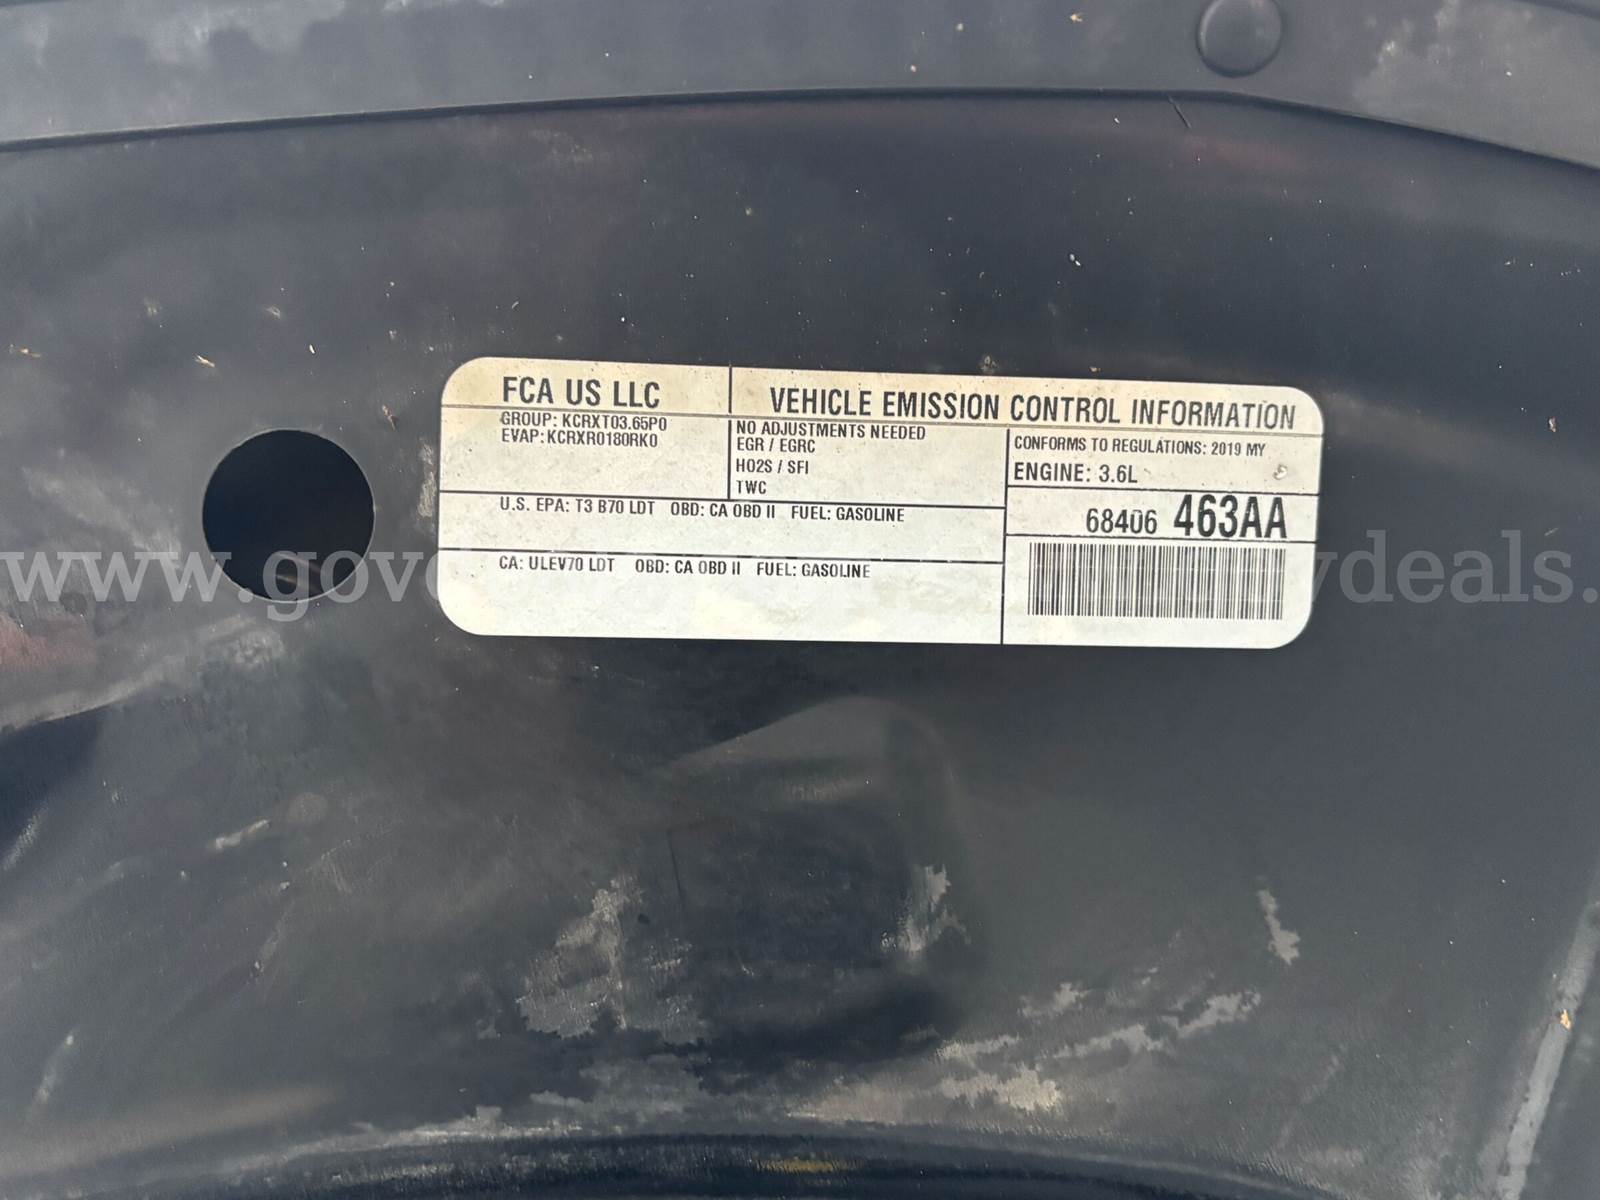 FCA US LLC
VEHICLE EMISSION CONTROL INFORMATION
GROUP: KCRXT03.65P0
EVAP: KCRXR0180RK0
NO ADJUSTMENTS NEEDED
EGR / EGRC
HO2S / SFI
TWC
CONFORMS TO REGULATIONS: 2019 MY
ENGINE: 3.6L
U.S. EPA: T3 B70 LDT OBD: CA OBD II FUEL: GASOLINE
68406 463AA
CA: ULEV70 LDT OBD: CA OBD II FUEL: GASOLINE